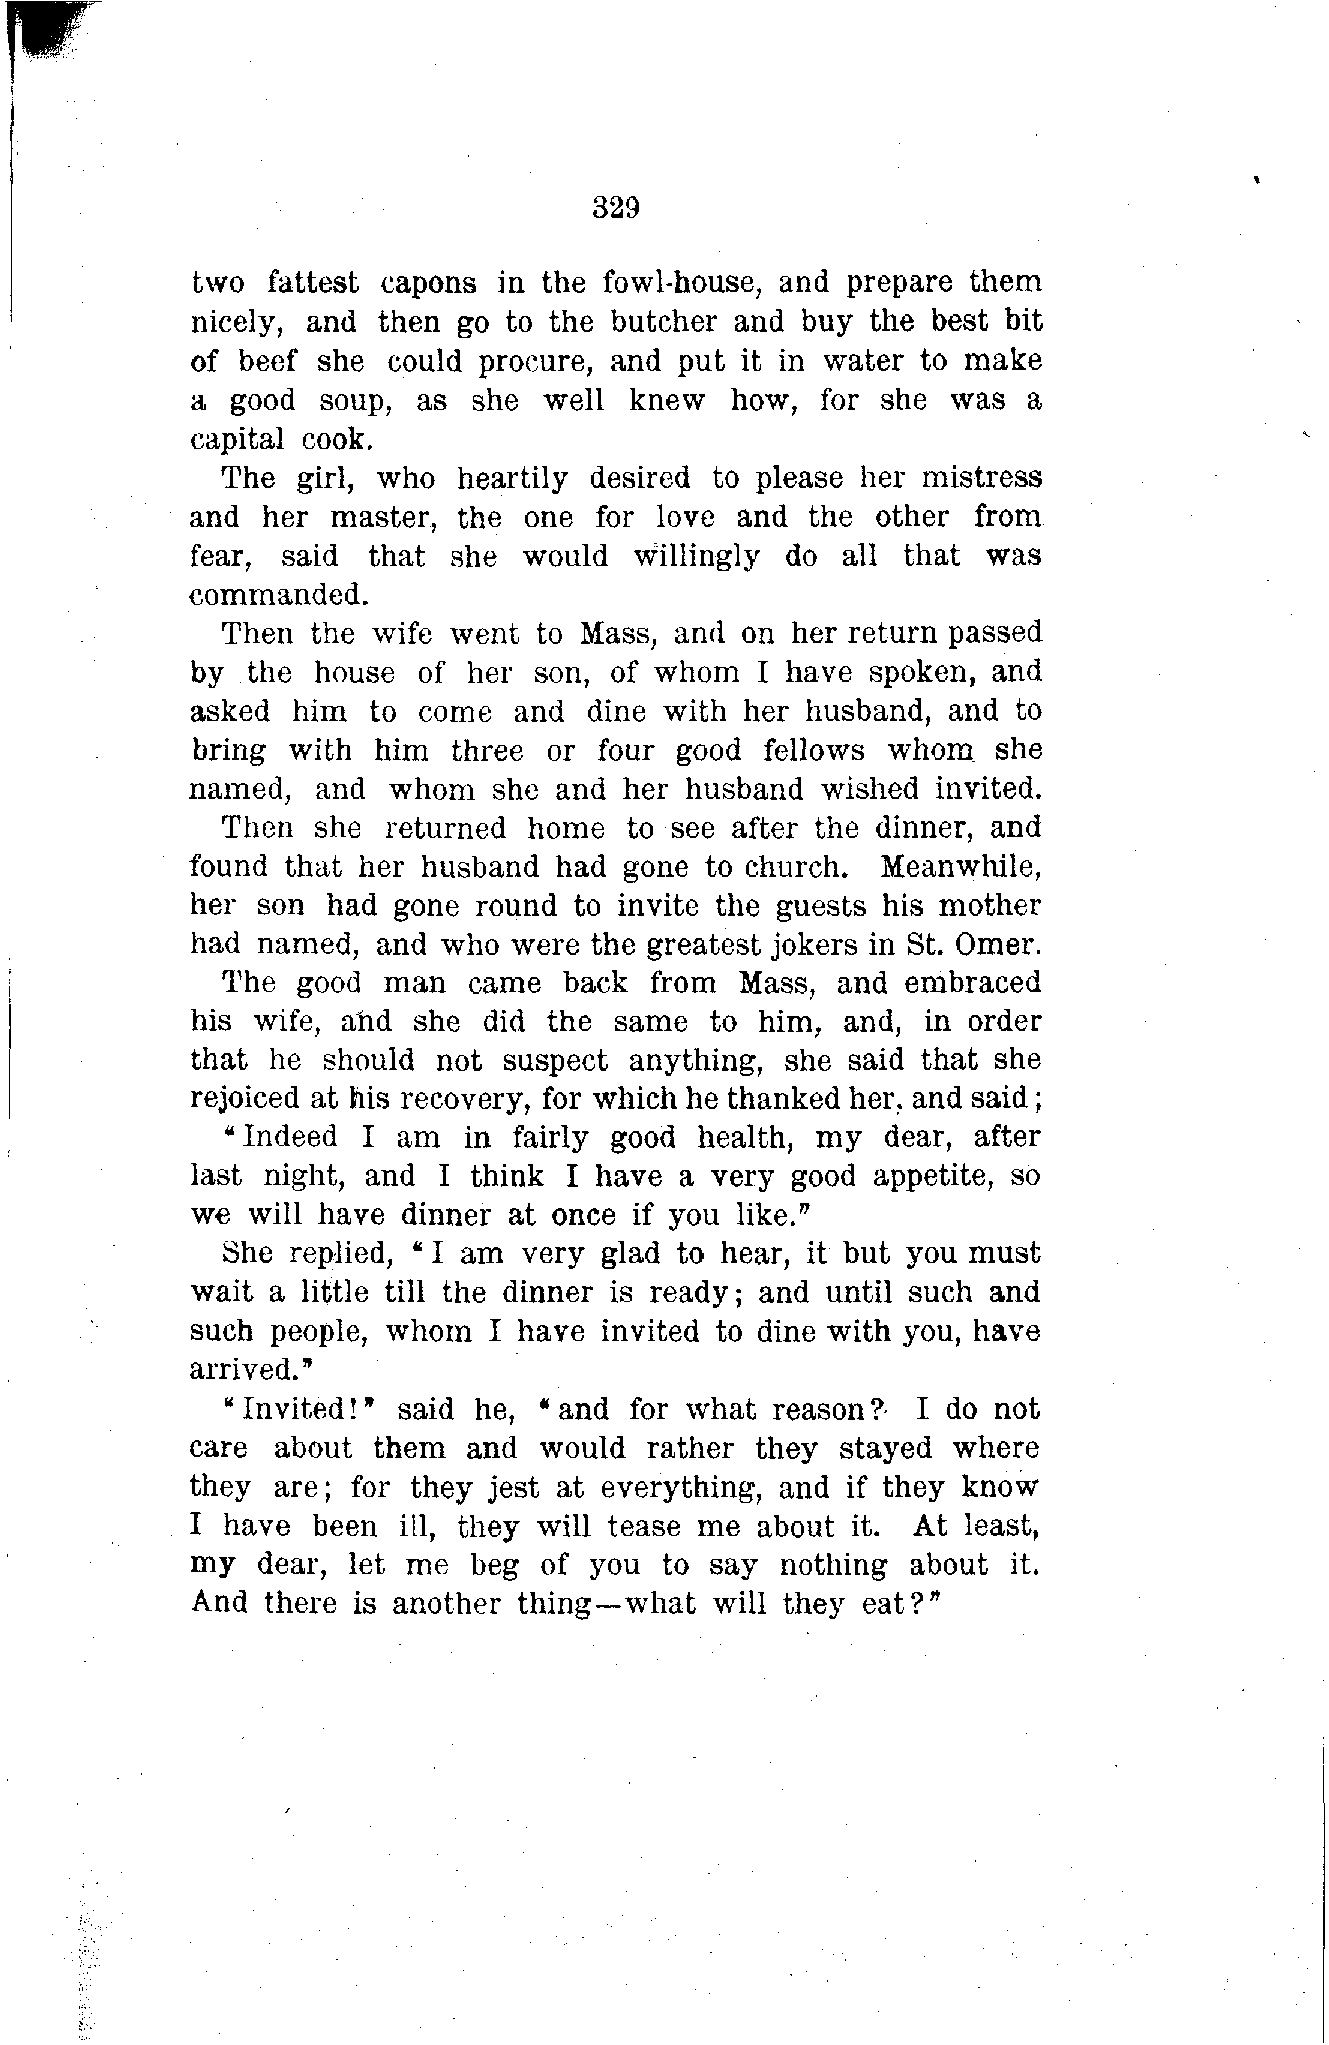 329
two fattest capons in the fowl-house, and prepare them
nicely, and then go to the butcher and buy the best bit
of beef she could procure, and put it in water to make
a good soup, as she well knew how, for she was a
capital cook.
The girl, who heartily desired to please her mistress
and her master, the one for love and the other from
fear, said that she would willingly do all that was
commanded.
Then the wife went to Mass, and on her return passed
by the house of her son, of whom I have spoken, and
asked him to come and dine with her husband, and to
bring with him three or four good fellows whom she
named, and whom she and her husband wished invited.
Then she returned home to see after the dinner, and
found that her husband had gone to church. Meanwhile,
her son had gone round to invite the guests his mother
had named, and who were the greatest jokers in St. Omer.
The good man came back from Mass, and embraced
his wife, and she did the same to him, and, in order
that he should not suspect anything, she said that she
rejoiced at his recovery, for which he thanked her, and said;
“Indeed I am in fairly good health, my dear, after
last night, and I think I have a very good appetite, so
we will have dinner at once if you like.”
She replied, “I am very glad to hear, it but you must
wait a little till the dinner is ready; and until such and
such people, whom I have invited to dine with you, have
arrived.”
“Invited!” said he, “and for what reason? I do not
care about them and would rather they stayed where
they are; for they jest at everything, and if they know
I have been ill, they will tease me about it. At least,
my dear, let me beg of you to say nothing about it.
And there is another thing—what will they eat?”